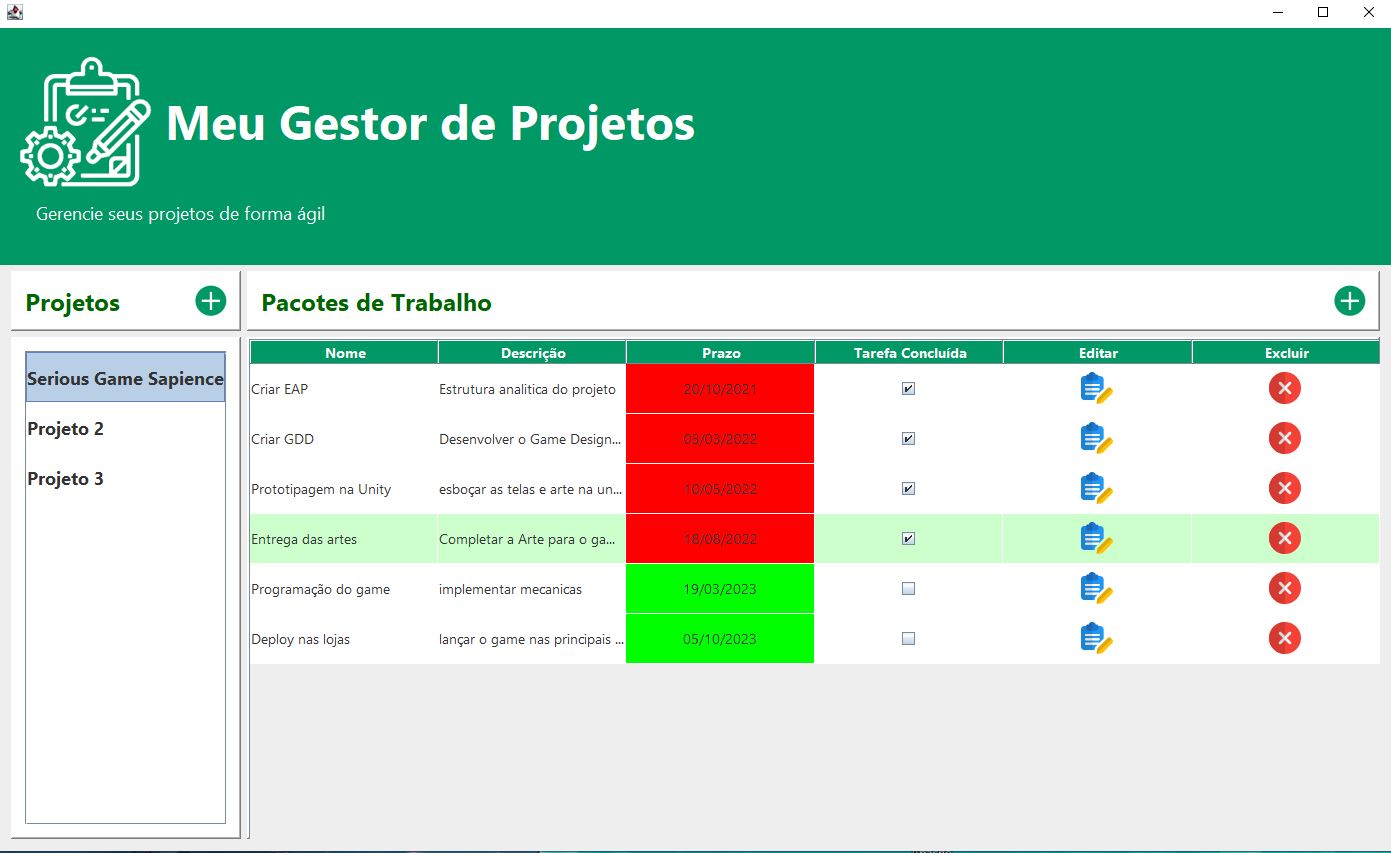 Meu Gestor de Projetos
Gerencie seus projetos de forma ágil
Projetos
Pacotes de Trabalho
Serious Game Sapience
Projeto 2
Projeto 3
Nome Descrição Prazo Tarefa Concluída Editar Excluir
Criar EAP Estrutura analitica do projeto 20/10/2021
Criar GDD Desenvolver o Game Design... 03/03/2022
Prototipagem na Unity esboçar as telas e arte na un... 10/05/2022
Entrega das artes Completar a Arte para o ga... 18/08/2022
Programação do game implementar mecanicas 19/03/2023
Deploy nas lojas lançar o game nas principais ... 05/10/2023